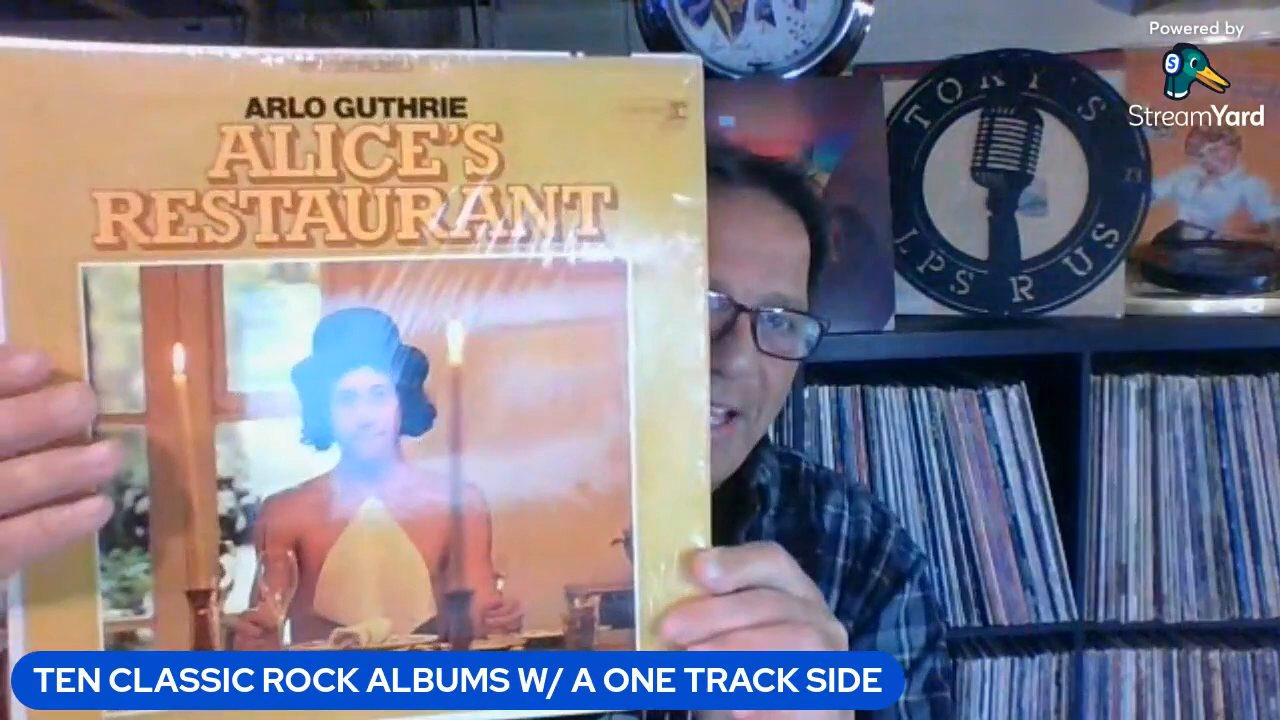 Powered by
StreamYard
ARLO GUTHRIE
ALICE'S
RESTAURANT
TONY'S
LPS R US
TEN CLASSIC ROCK ALBUMS W/ A ONE TRACK SIDE